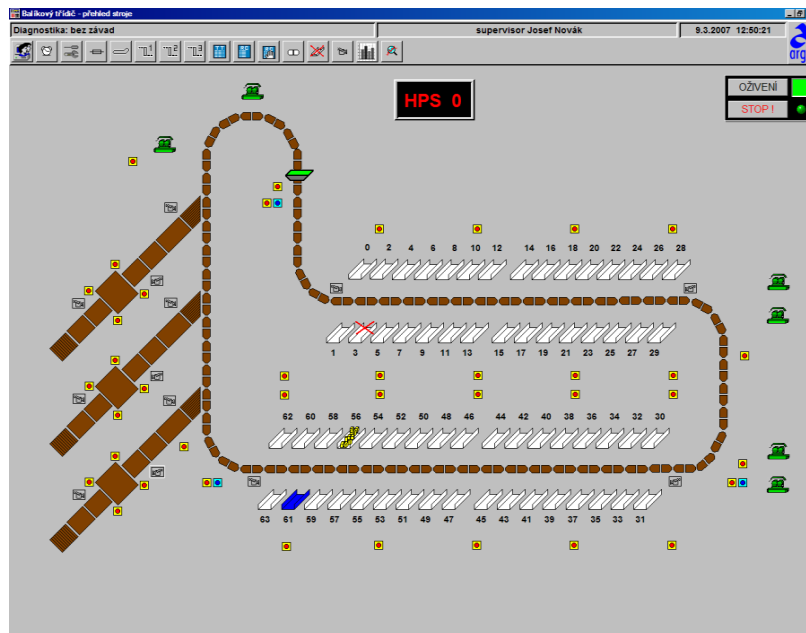 Balíkový třídič - přehled stroje
Diagnostika: bez závad
supervisor Josef Novák
9.3.2007 12:50:21
1 2 3
HPS 0
OŽIVENÍ
STOP !
0 2 4 6 8 10 12 14 16 18 20 22 24 26 28
1 3 5 7 9 11 13 15 17 19 21 23 25 27 29
62 60 58 56 54 52 50 48 46 44 42 40 38 36 34 32 30
63 61 59 57 55 53 51 49 47 45 43 41 39 37 35 33 31